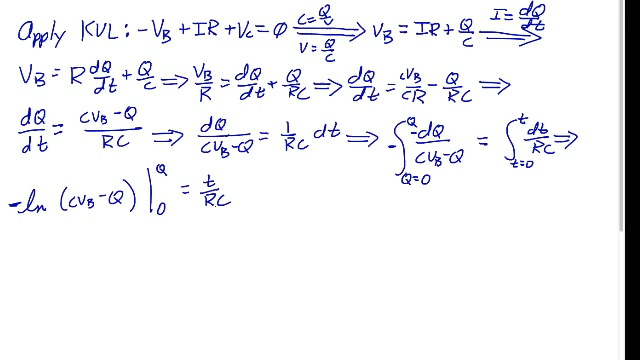 Apply KVL: -V_B + IR + V_C = 0 ⟹ (C = Q/V, V = Q/C) V_B = IR + Q/C ⟹ (I = dQ/dt)
V_B = R dQ/dt + Q/C ⟹ V_B/R = dQ/dt + Q/RC ⟹ dQ/dt = CV_B/CR - Q/RC ⟹
dQ/dt = (CV_B - Q)/RC ⟹ dQ/(CV_B - Q) = 1/RC dt ⟹ -∫_{Q=0}^{Q} -dQ/(CV_B - Q) = ∫_{t=0}^{t} dt/RC ⟹
-ln (CV_B - Q) |_0^Q = t/RC